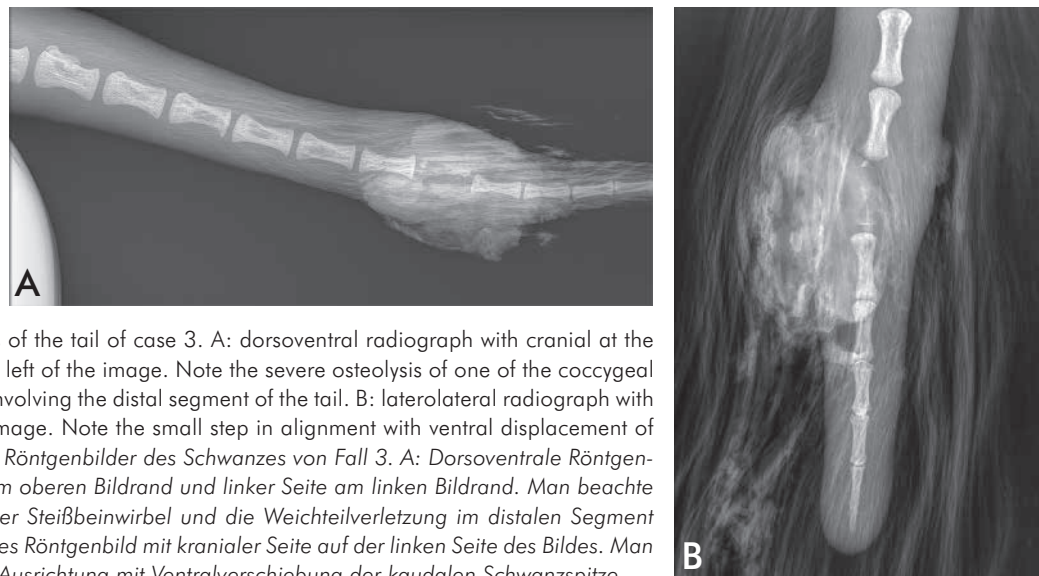 A
B
of the tail of case 3. A: dorsoventral radiograph with cranial at the
left of the image. Note the severe osteolysis of one of the coccygeal
nvolving the distal segment of the tail. B: laterolateral radiograph with
mage. Note the small step in alignment with ventral displacement of
Röntgenbilder des Schwanzes von Fall 3. A: Dorsoventrale Röntgen-
m oberen Bildrand und linker Seite am linken Bildrand. Man beachte
er Steißbeinwirbel und die Weichteilverletzung im distalen Segment
es Röntgenbild mit kranialer Seite auf der linken Seite des Bildes. Man
Ausrichtung mit Ventralverschiebung der kaudalen Schwanzspitze.